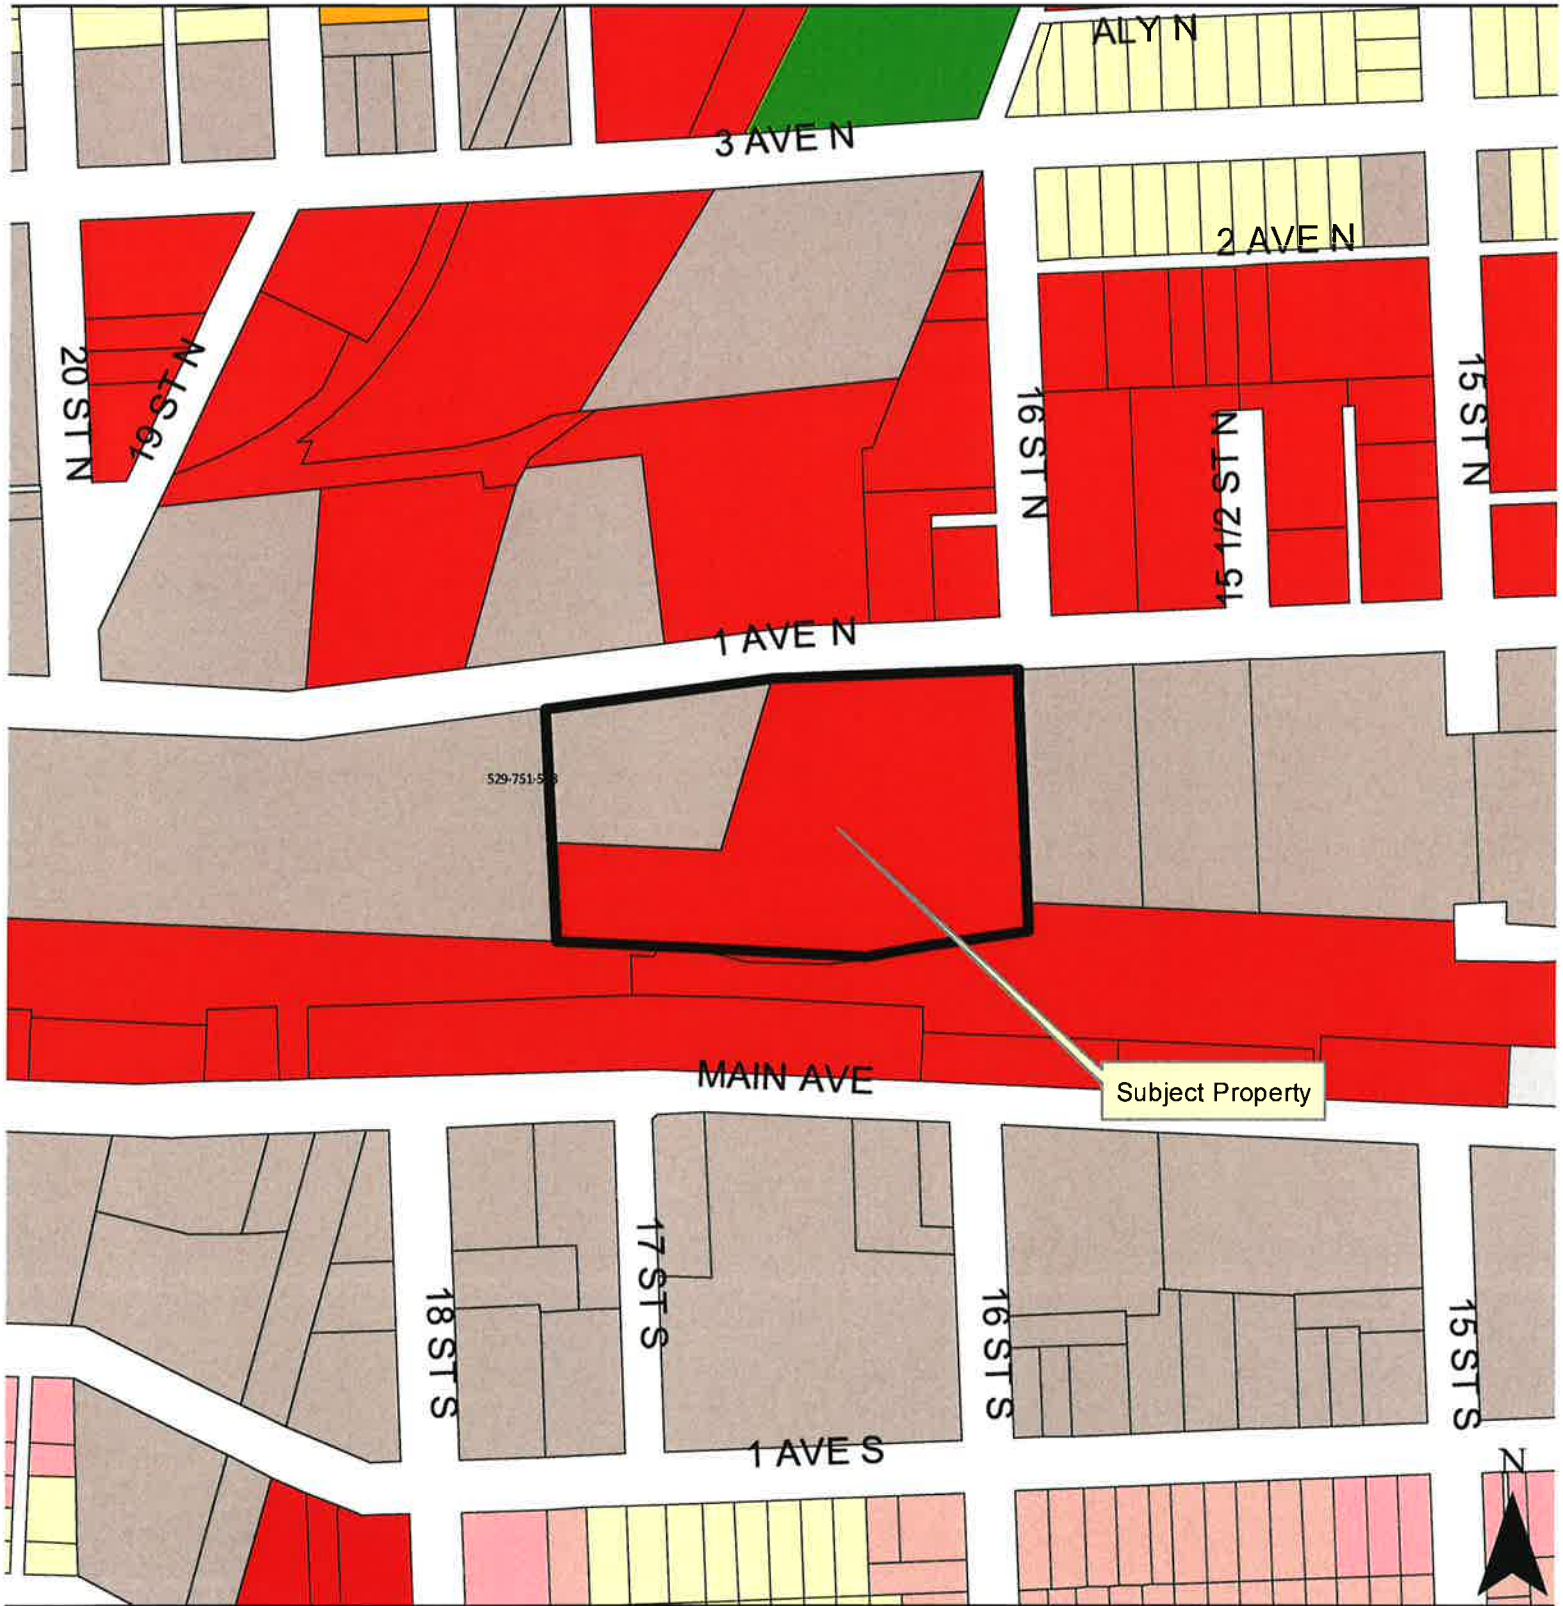 ALY N
3 AVE N
2 AVE N
20 ST N
19 ST N
16 ST N
15 1/2 ST N
15 ST N
1 AVE N
MAIN AVE
Subject Property
18 ST S
17 ST S
16 ST S
15 ST S
1 AVE S
N